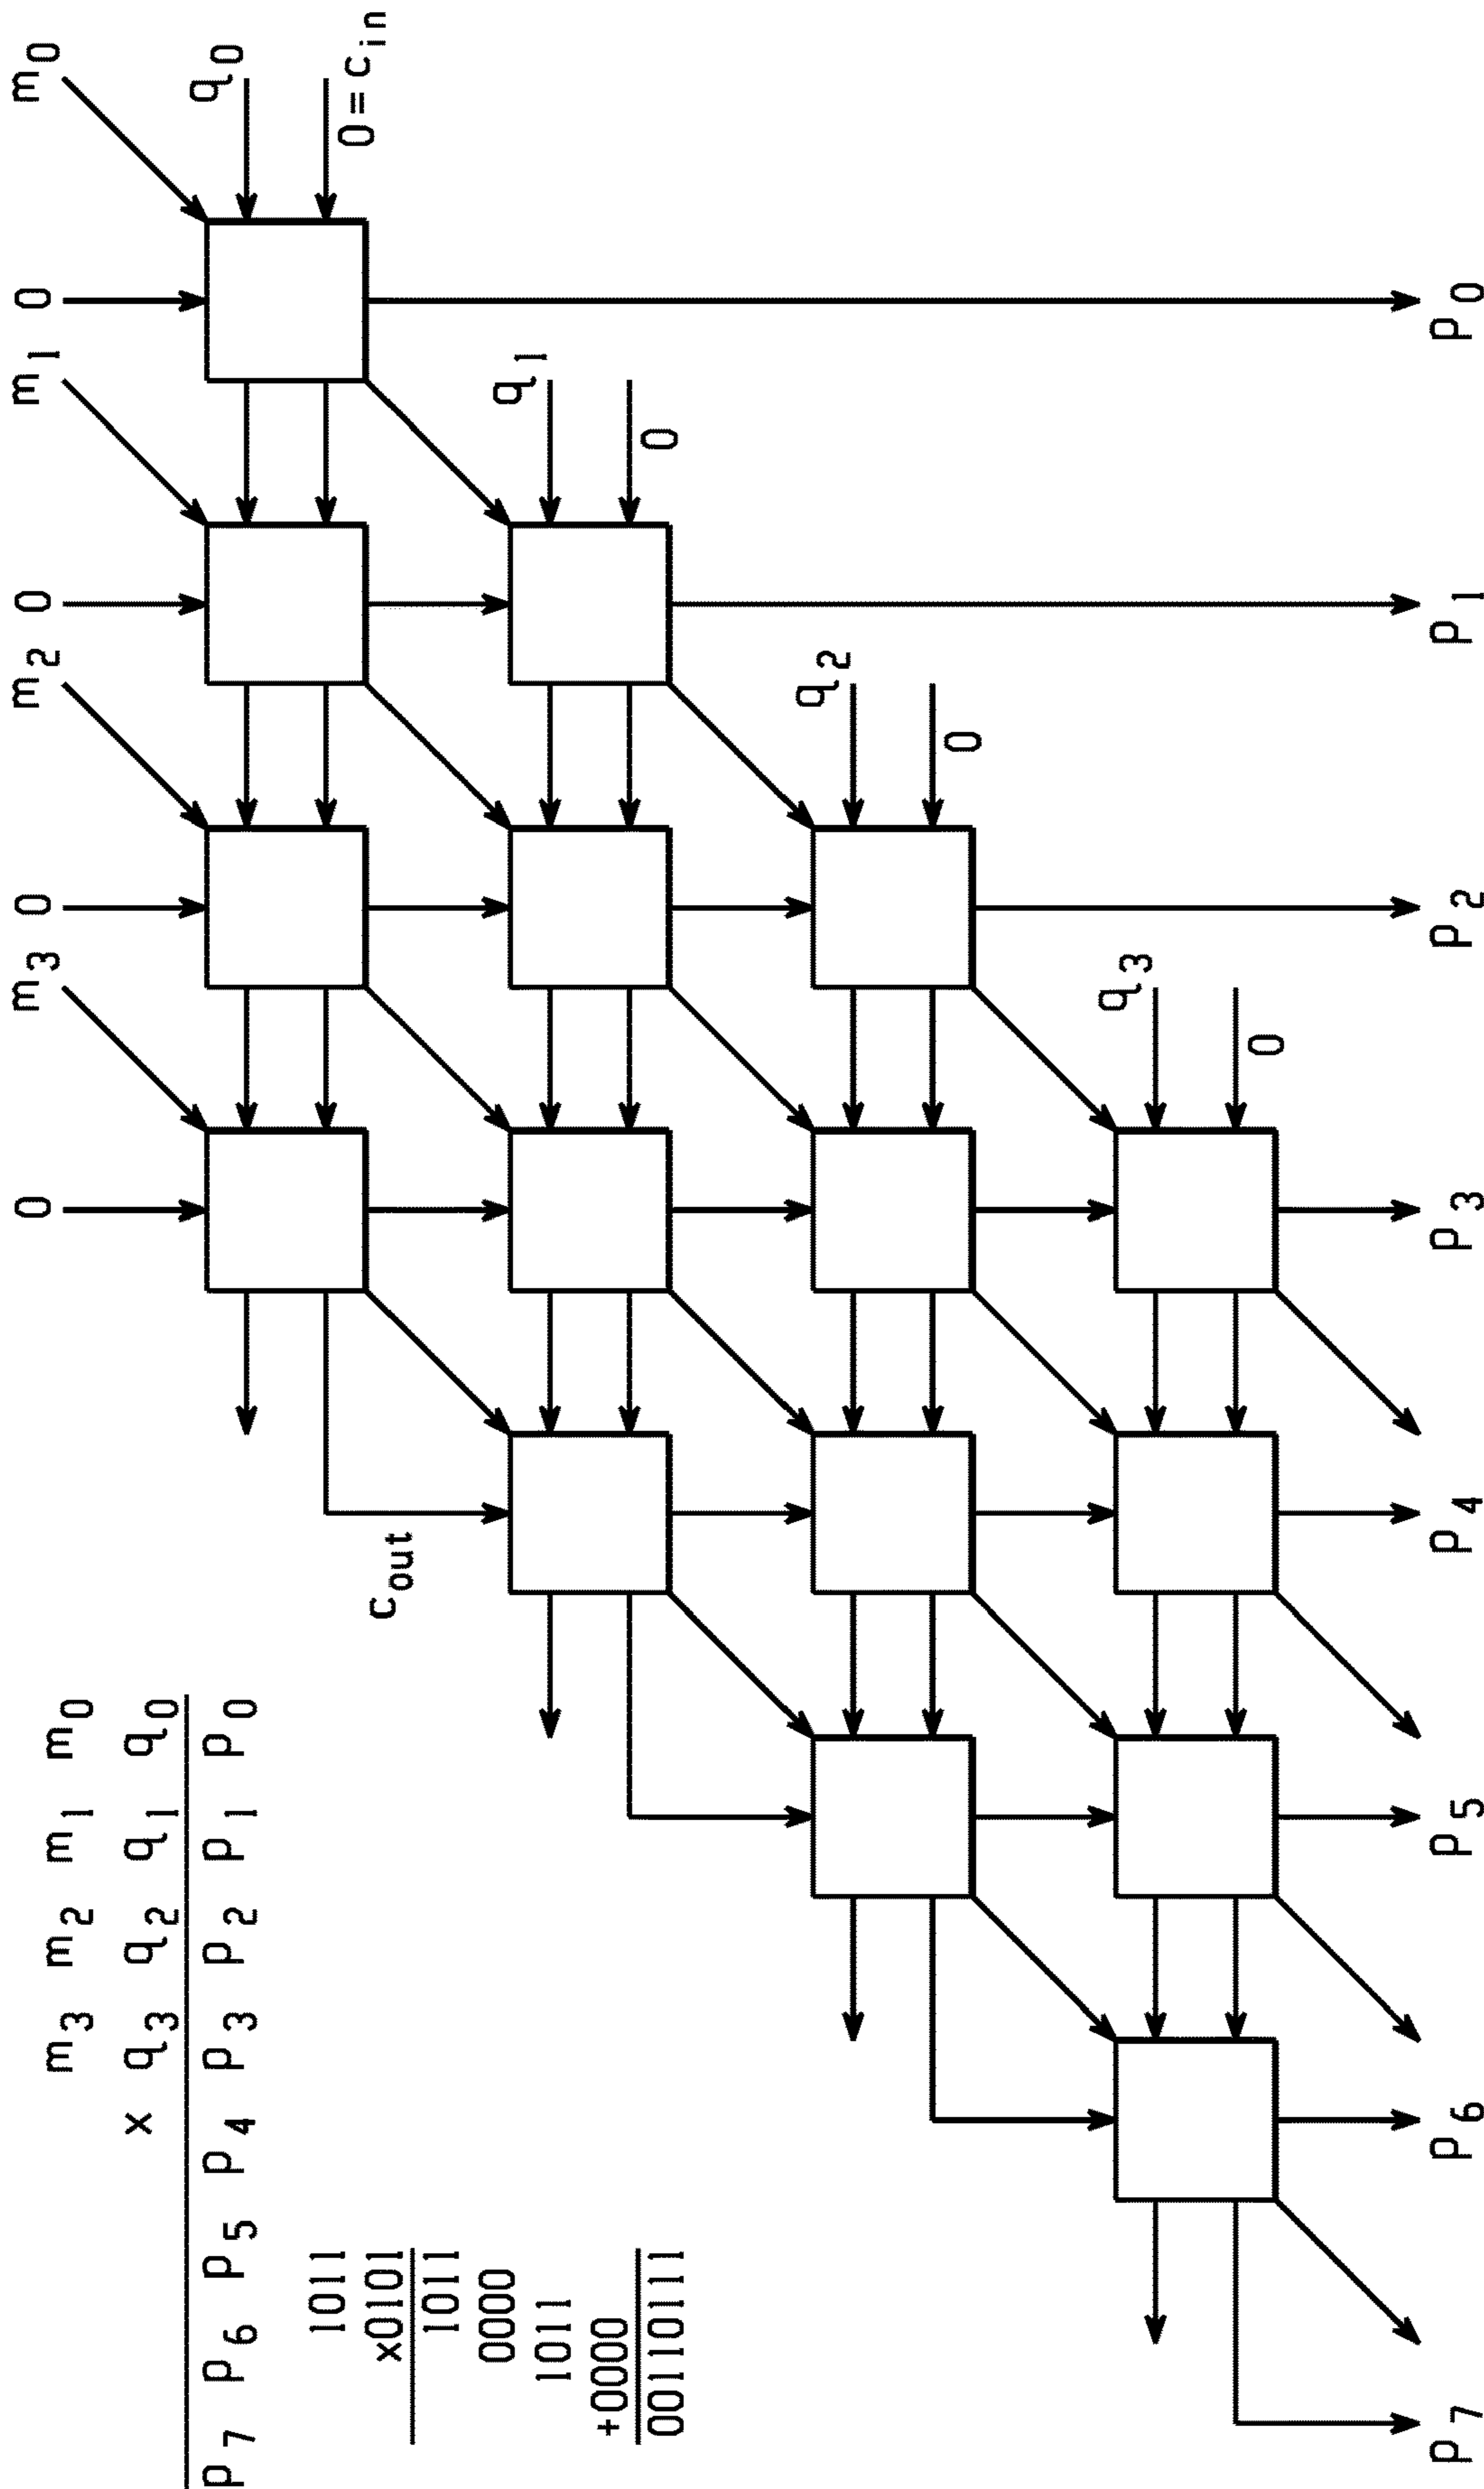 0 m3 0 m2 0 m1 0 m0
m3 m2 m1 m0
x q3 q2 q1 q0
p7 p6 p5 p4 p3 p2 p1 p0
q0
0=cin
1011
x0101
1011
0000
1011
+0000
00110111
cout
q1
0
q2
0
q3
0
p7 p6 p5 p4 p3 p2 p1 p0